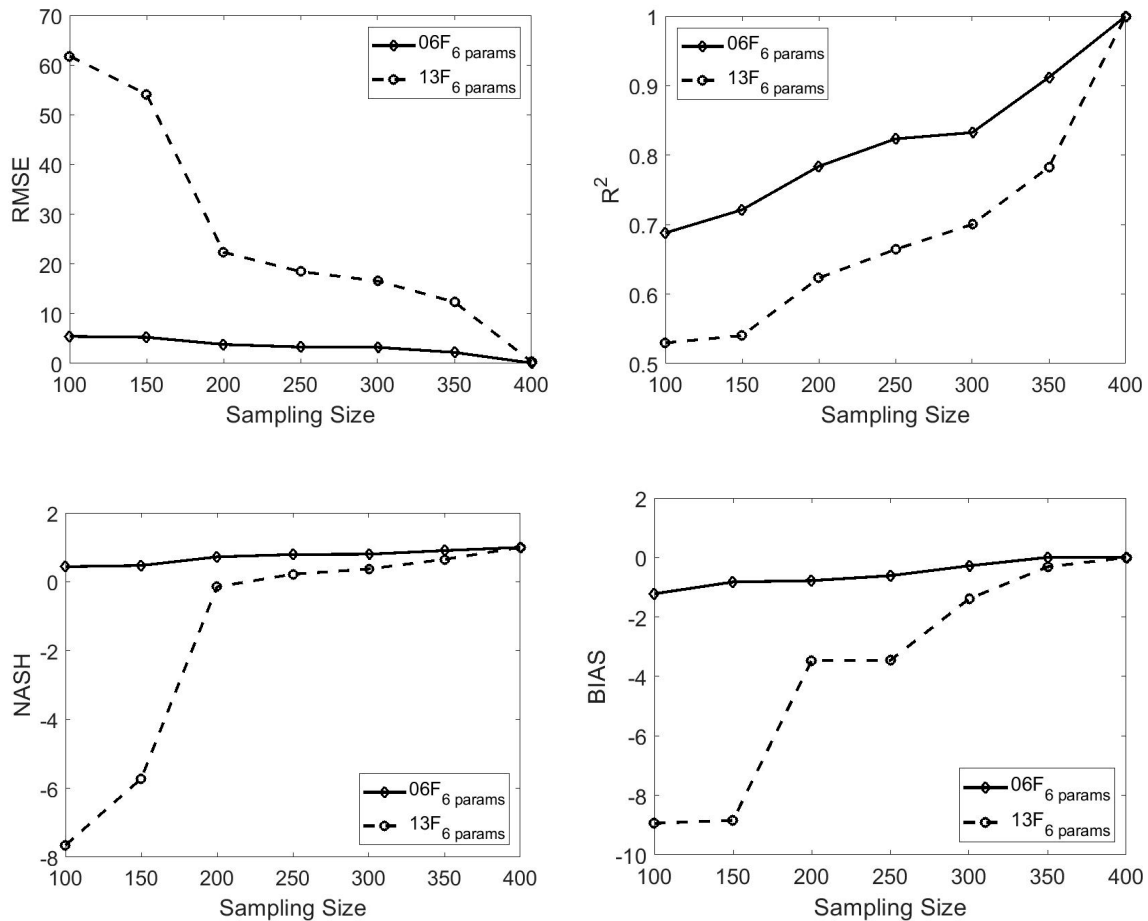 70
60
50
40
30
20
10
0
RMSE
100 150 200 250 300 350 400
Sampling Size
06F6 params
13F6 params
1
0.9
0.8
0.7
0.6
0.5
R2
100 150 200 250 300 350 400
Sampling Size
06F6 params
13F6 params
2
0
-2
-4
-6
-8
NASH
100 150 200 250 300 350 400
Sampling Size
06F6 params
13F6 params
2
0
-2
-4
-6
-8
-10
BIAS
100 150 200 250 300 350 400
Sampling Size
06F6 params
13F6 params